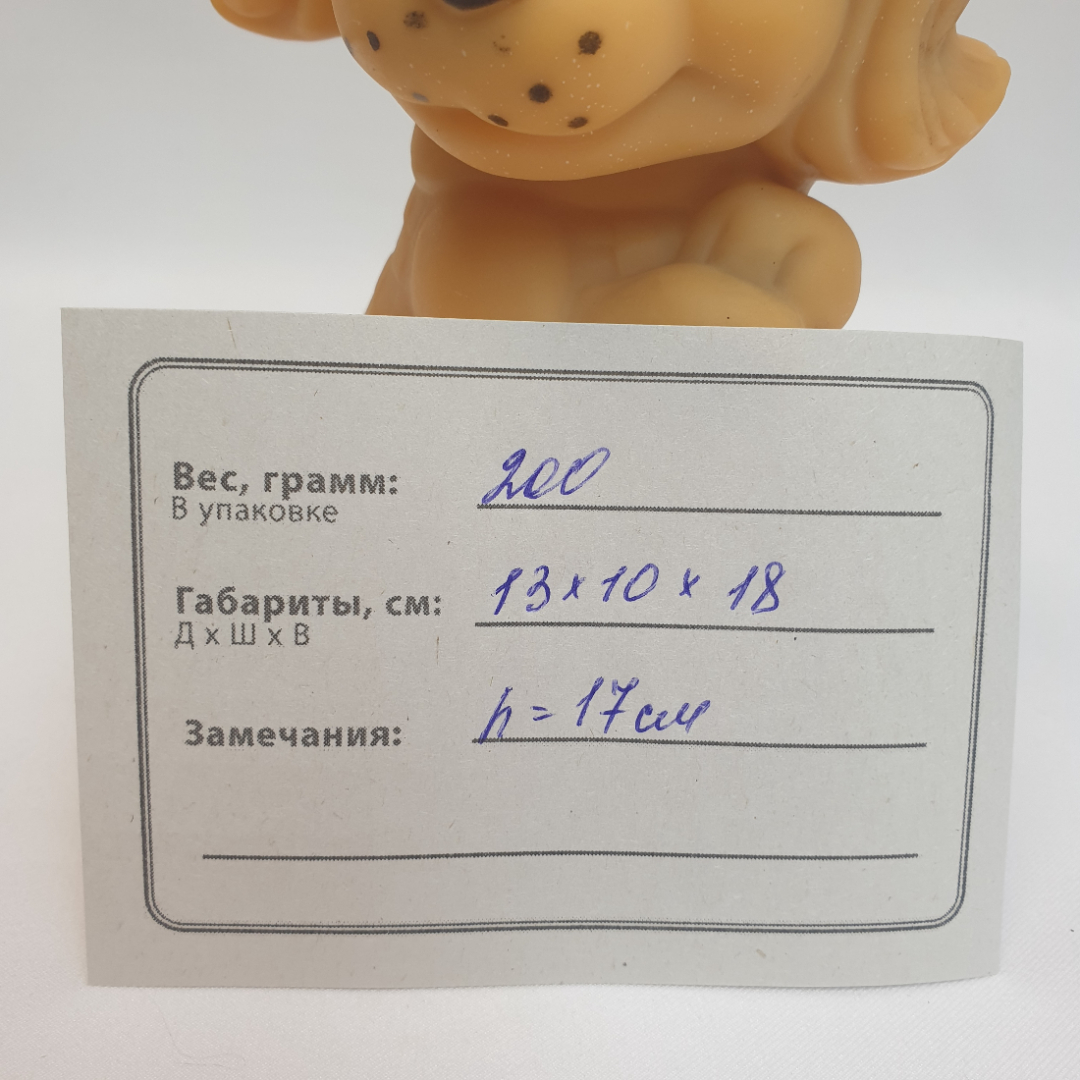 Вес, грамм: 200
В упаковке
Габариты, см: 13 x 10 x 18
Д х Ш х В
Замечания: h = 17 см